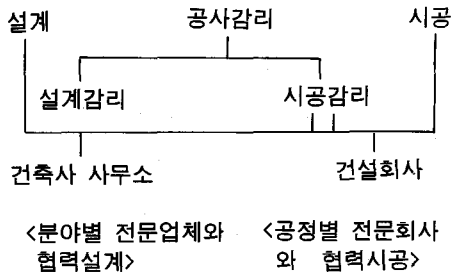 설계 공사감리 시공
설계감리 시공감리
건축사 사무소 건설회사
<분야별 전문업체와 <공정별 전문회사
협력설계> 와 협력시공>